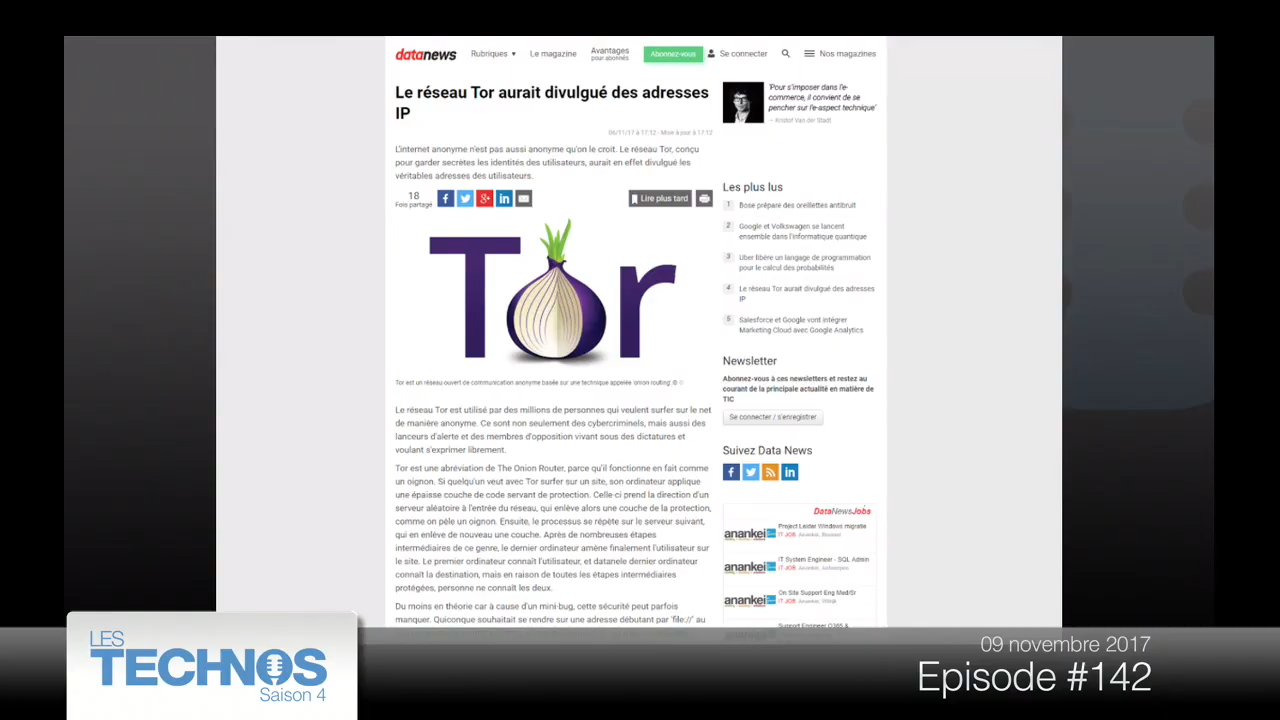 datanews
Rubriques ▾
Le magazine
Avantages
pour abonnés
Abonnez-vous
Se connecter
Nos magazines
Le réseau Tor aurait divulgué des adresses
IP
06/11/17 à 17:12 - Mise à jour à 17:12
L'internet anonyme n'est pas aussi anonyme qu'on le croit. Le réseau Tor, conçu
pour garder secrètes les identités des utilisateurs, aurait en effet divulgué les
véritables adresses des utilisateurs.
18
Fois partagé
Lire plus tard
Tor
Tor est un réseau ouvert de communication anonyme basée sur une technique appelée 'onion routing' ©
Le réseau Tor est utilisé par des millions de personnes qui veulent surfer sur le net
de manière anonyme. Ce sont non seulement des cybercriminels, mais aussi des
lanceurs d'alerte et des membres d'opposition vivant sous des dictatures et
voulant s'exprimer librement.
Tor est une abréviation de The Onion Router, parce qu'il fonctionne en fait comme
un oignon. Si quelqu'un veut avec Tor surfer sur un site, son ordinateur applique
une épaisse couche de code servant de protection. Celle-ci prend la direction d'un
serveur aléatoire à l'entrée du réseau, qui enlève alors une couche de la protection,
comme on pèle un oignon. Ensuite, le processus se répète sur le serveur suivant,
qui en enlève de nouveau une couche. Après de nombreuses étapes
intermédiaires de ce genre, le dernier ordinateur amène finalement l'utilisateur sur
le site. Le premier ordinateur connaît l'utilisateur, et datanele dernier ordinateur
connaît la destination, mais en raison de toutes les étapes intermédiaires
protégées, personne ne connaît les deux.
Du moins en théorie car à cause d'un mini-bug, cette sécurité peut parfois
manquer. Quiconque souhaitait se rendre sur une adresse débutant par 'file://' au
'Pour s'imposer dans l'e-
commerce, il convient de se
pencher sur l'e-aspect technique'
– Kristof Van der Stadt
Les plus lus
1 Bose prépare des oreillettes antibruit
2 Google et Volkswagen se lancent
ensemble dans l'informatique quantique
3 Uber libère un langage de programmation
pour le calcul des probabilités
4 Le réseau Tor aurait divulgué des adresses
IP
5 Salesforce et Google vont intégrer
Marketing Cloud avec Google Analytics
Newsletter
Abonnez-vous à ces newsletters et restez au
courant de la principale actualité en matière de
TIC
Se connecter / s'enregistrer
Suivez Data News
DataNewsJobs
anankei
Project Leider Windows migratie
IT JOB Anankei,
anankei
IT System Engineer - SQL Admin
IT JOB Anankei,
anankei
On Site Support Eng Med/Sr
IT JOB Anankei,
Support Engineer O365 &
LES
TECHNOS
Saison 4
09 novembre 2017
Episode #142